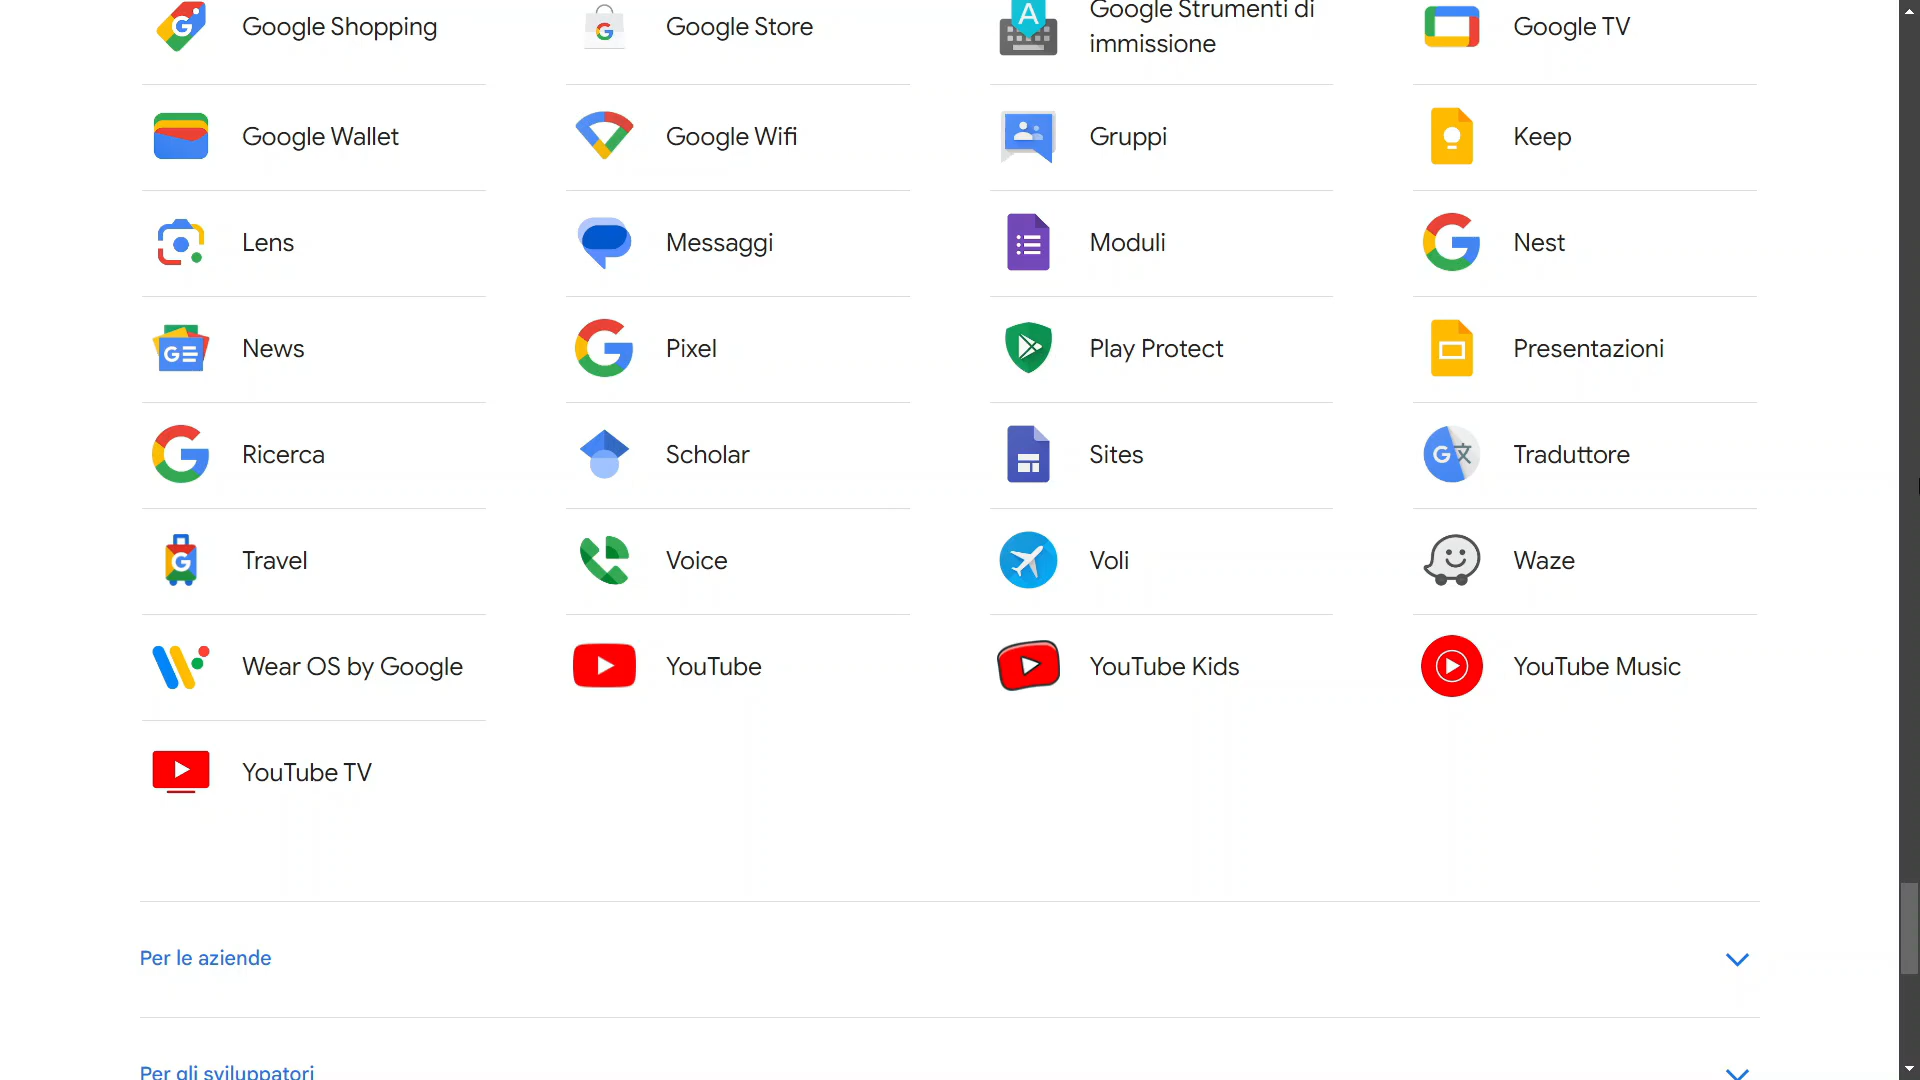 Google Shopping
Google Store
Google Strumenti di
immissione
Google TV
Google Wallet
Google Wifi
Gruppi
Keep
Lens
Messaggi
Moduli
Nest
News
Pixel
Play Protect
Presentazioni
Ricerca
Scholar
Sites
Traduttore
Travel
Voice
Voli
Waze
Wear OS by Google
YouTube
YouTube Kids
YouTube Music
YouTube TV
Per le aziende
Per gli sviluppatori